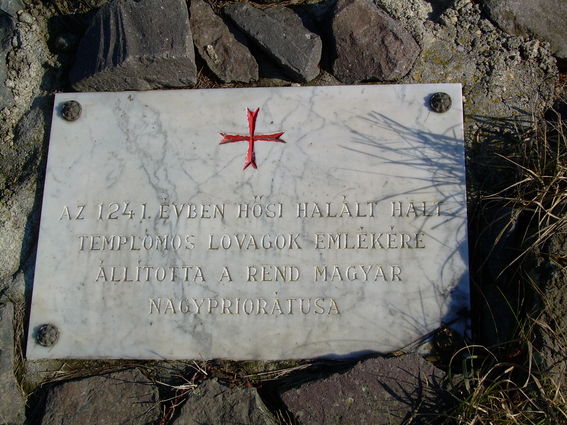 AZ 1241. ÉVBEN HŐSI HALÁLT HALT
TEMPLOMOS LOVAGOK EMLÉKÉRE
ÁLLÍTOTTA A REND MAGYAR
NAGYPRIORÁTUSA